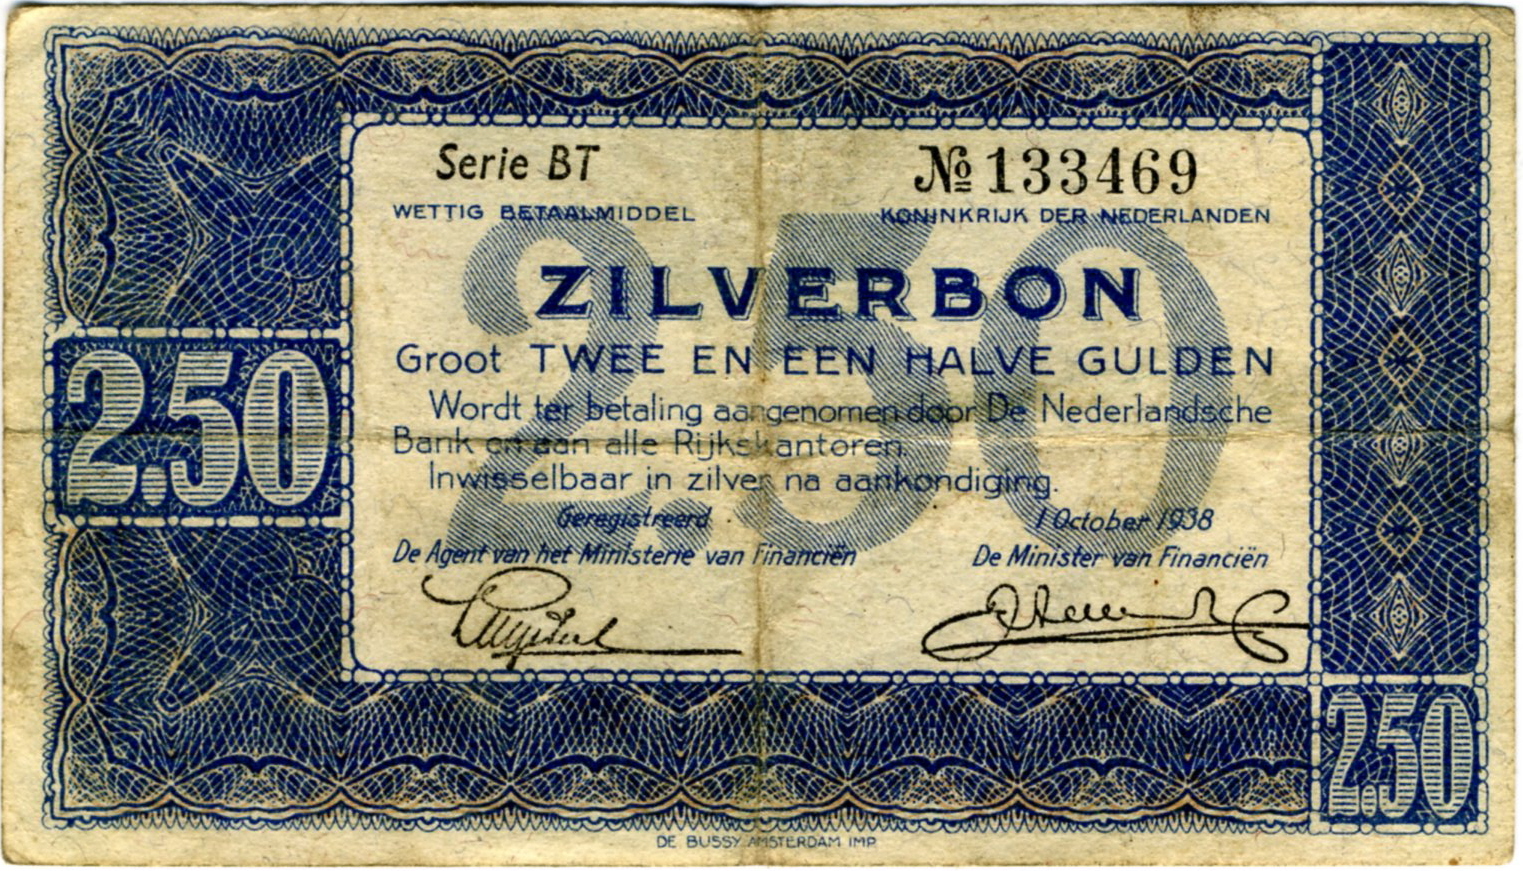 Serie BT
№ 133469
WETTIG BETAALMIDDEL
KONINKRIJK DER NEDERLANDEN
2.50
ZILVERBON
Groot TWEE EN EEN HALVE GULDEN
Wordt ter betaling aangenomen door De Nederlandsche
Bank en aan alle Rijkskantoren.
Inwisselbaar in zilver na aankondiging.
2.50
Geregistreerd
1 October 1938
De Agent van het Ministerie van Financiën
De Minister van Financiën
2.50
DE BUSSY AMSTERDAM IMP.